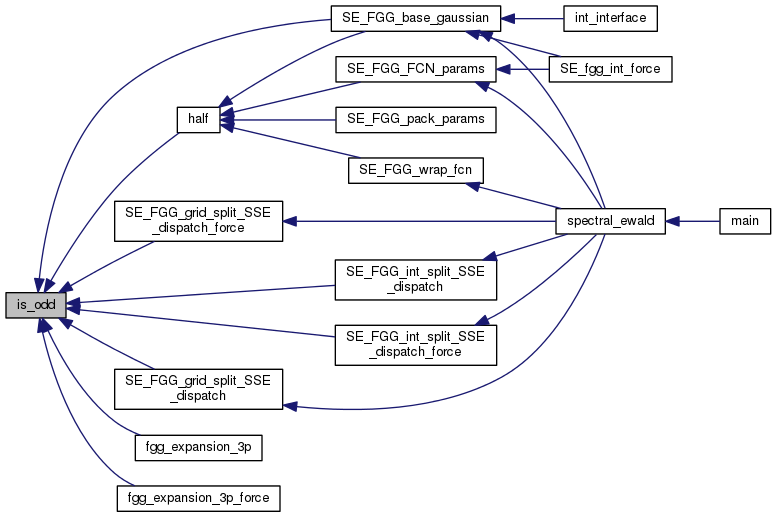 SE_FGG_base_gaussian
int_interface
SE_FGG_FCN_params
SE_fgg_int_force
half
SE_FGG_pack_params
SE_FGG_wrap_fcn
SE_FGG_grid_split_SSE
_dispatch_force
spectral_ewald
main
SE_FGG_int_split_SSE
_dispatch
is_odd
SE_FGG_int_split_SSE
_dispatch_force
SE_FGG_grid_split_SSE
_dispatch
fgg_expansion_3p
fgg_expansion_3p_force